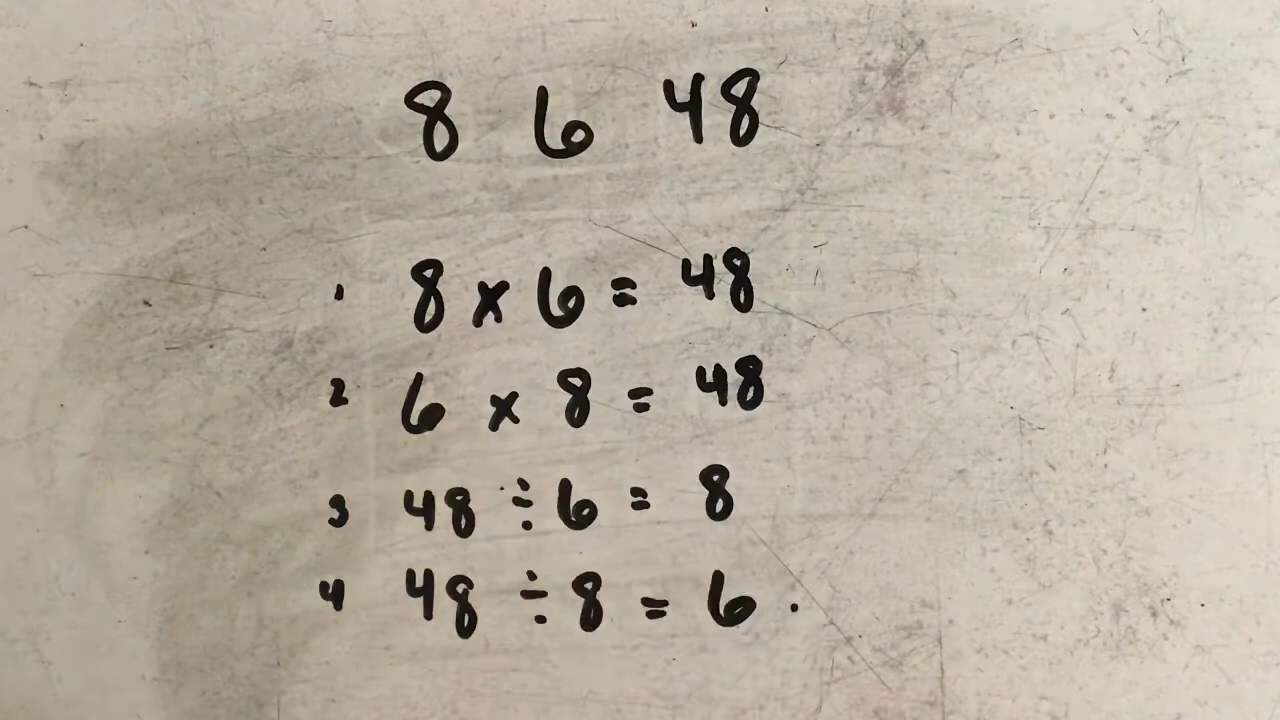 8 6 48
1 8 x 6 = 48
2 6 x 8 = 48
3 48 ÷ 6 = 8
4 48 ÷ 8 = 6 .